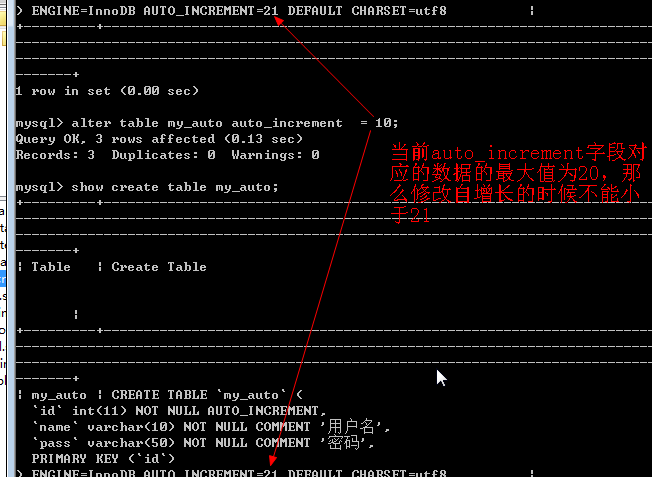 ) ENGINE=InnoDB AUTO_INCREMENT=21 DEFAULT CHARSET=utf8 |
1 row in set (0.00 sec)
mysql> alter table my_auto auto_increment = 10;
Query OK, 3 rows affected (0.13 sec)
Records: 3 Duplicates: 0 Warnings: 0
当前auto_increment字段对
应的数据的最大值为20，那
么修改自增长的时候不能小
于21
mysql> show create table my_auto;
| Table | Create Table
|
| my_auto | CREATE TABLE `my_auto` (
`id` int(11) NOT NULL AUTO_INCREMENT,
`name` varchar(10) NOT NULL COMMENT '用户名',
`pass` varchar(50) NOT NULL COMMENT '密码',
PRIMARY KEY (`id`)
) ENGINE=InnoDB AUTO_INCREMENT=21 DEFAULT CHARSET=utf8 |